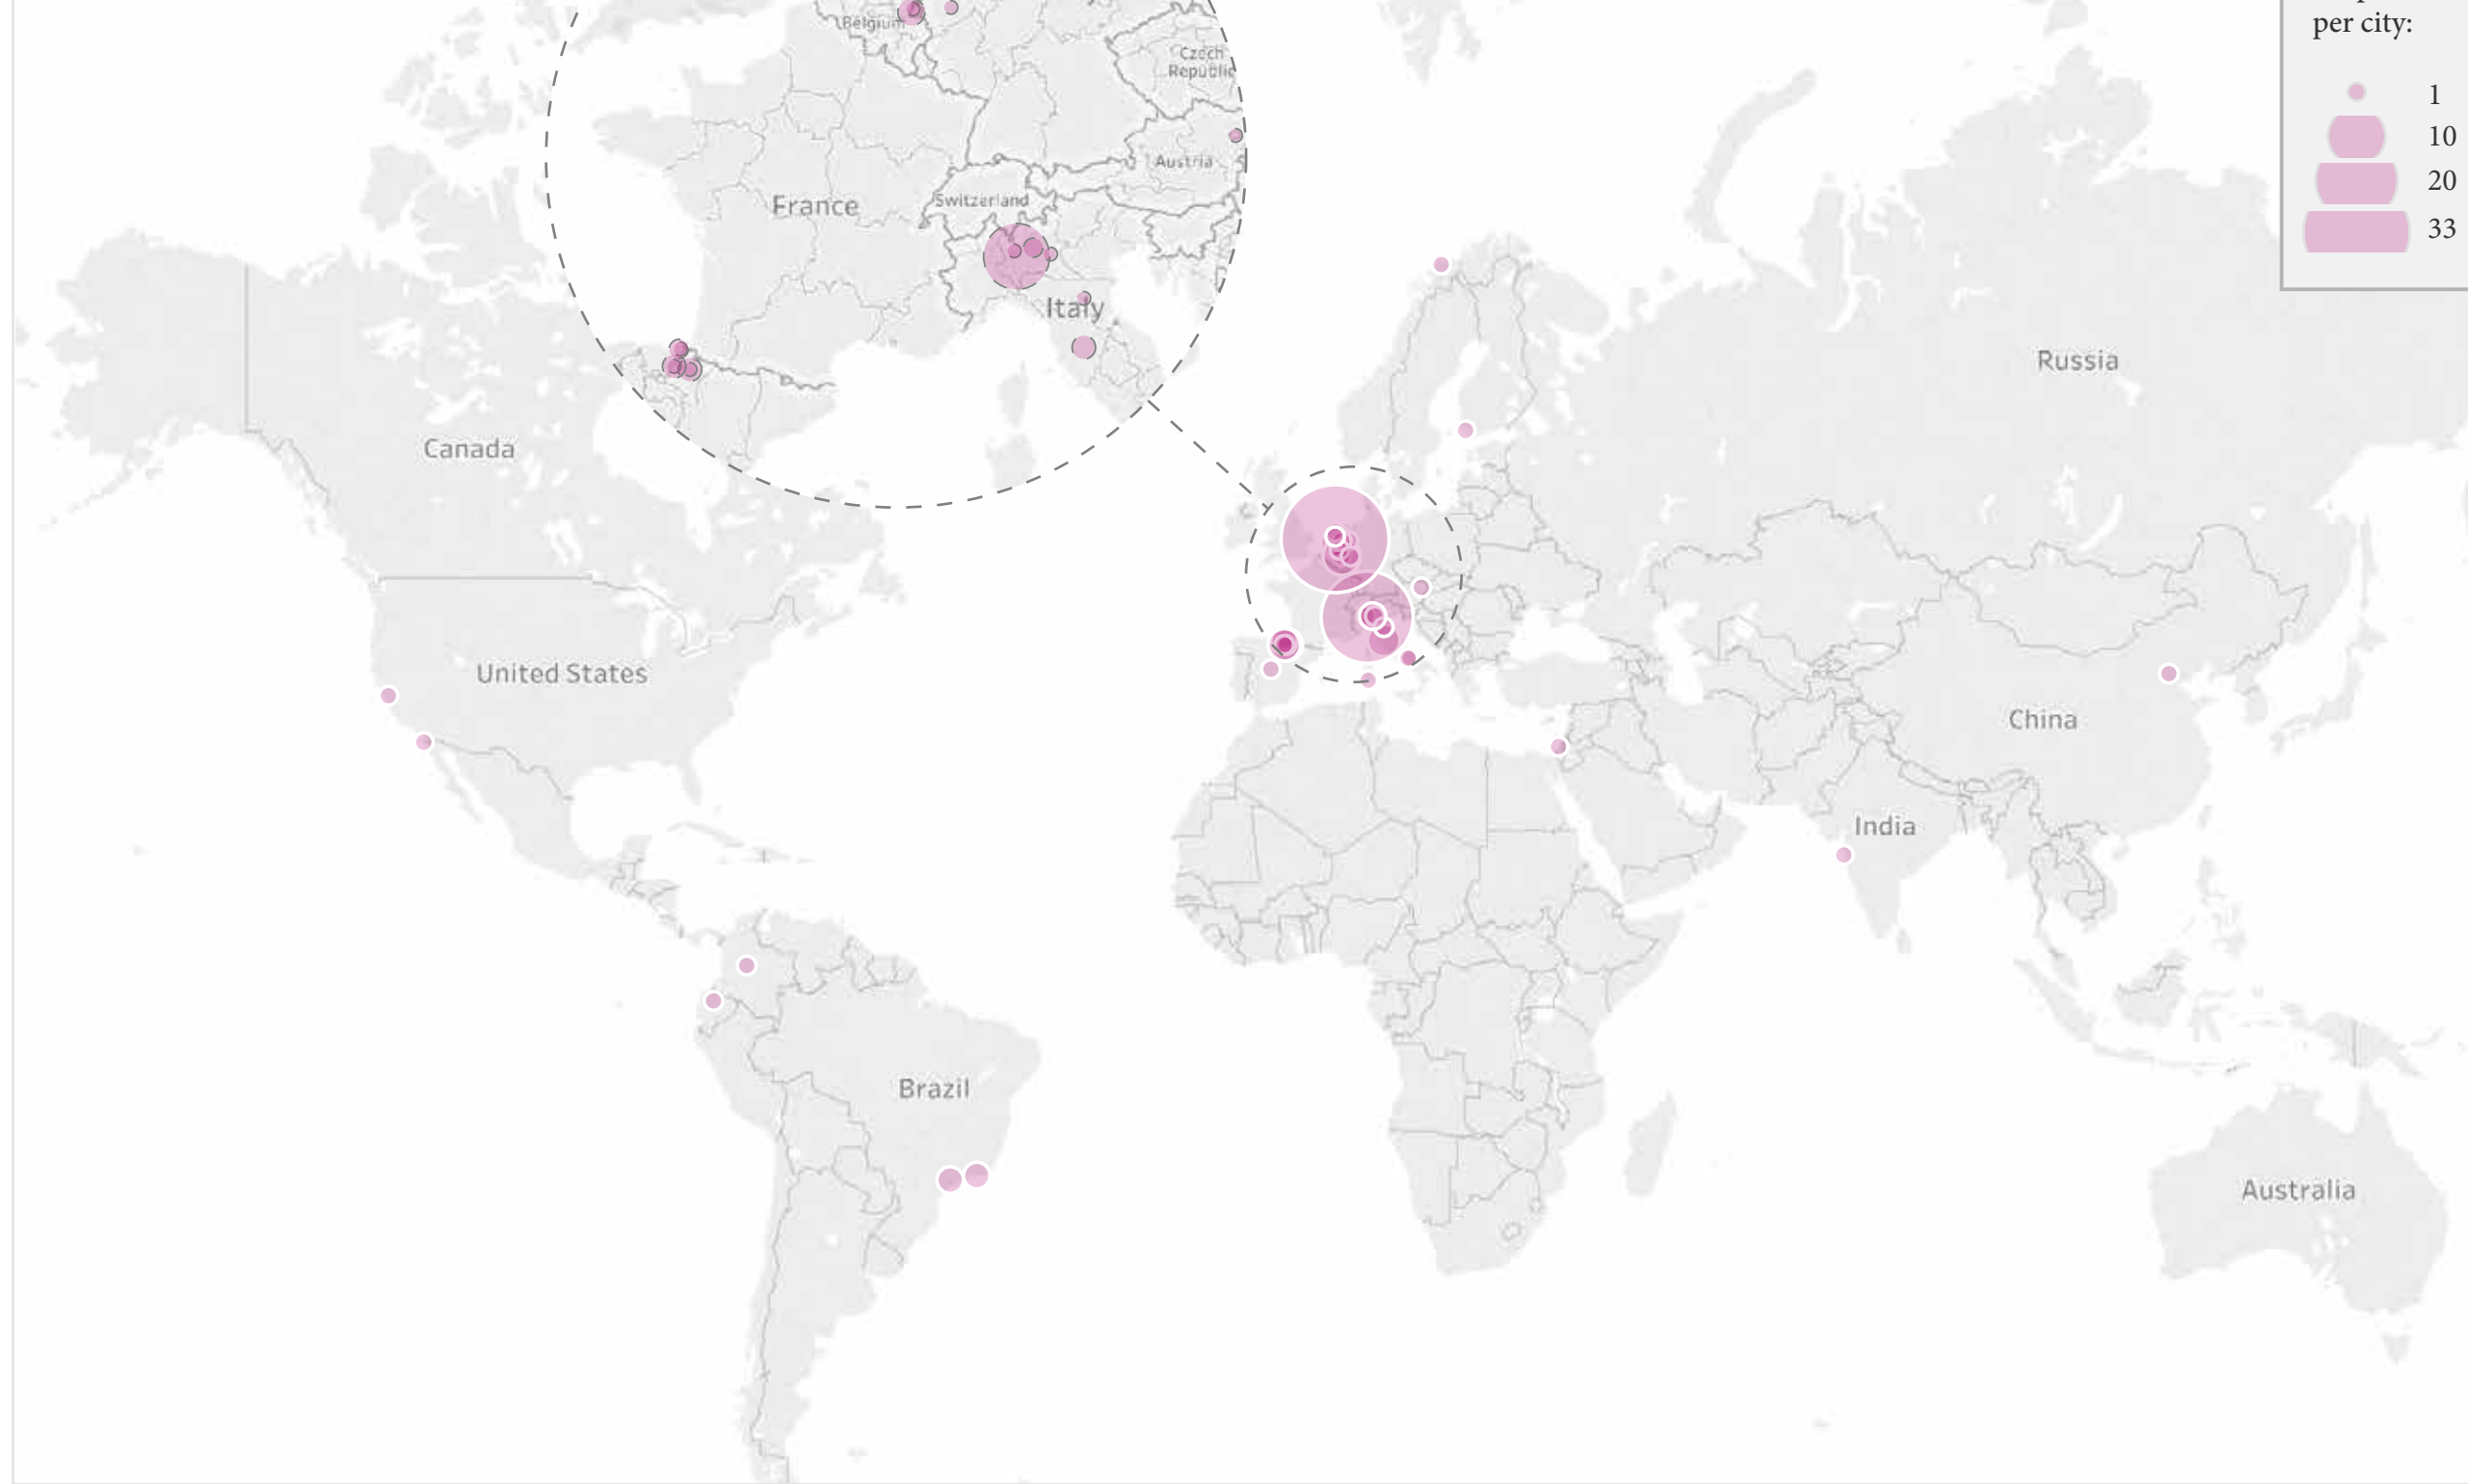 per city:
1
10
20
33
Belgium
Czech
Republic
Austria
Switzerland
France
Italy
Russia
Canada
United States
China
India
Brazil
Australia